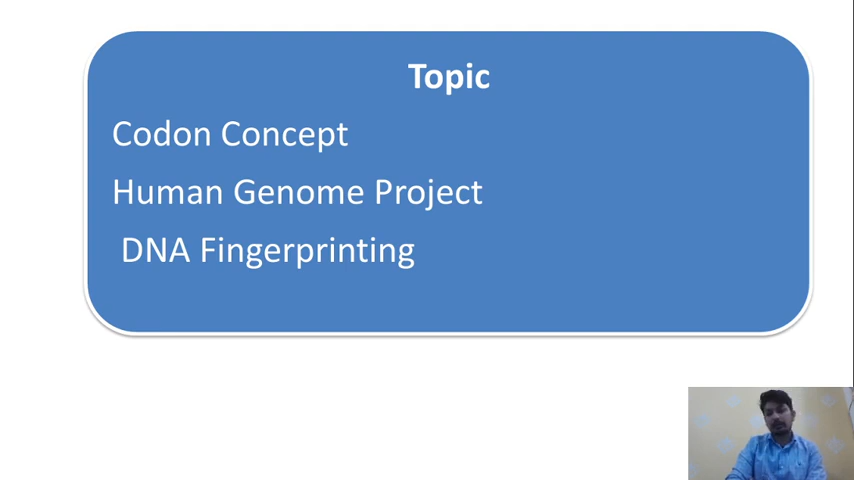 Topic
Codon Concept
Human Genome Project
DNA Fingerprinting